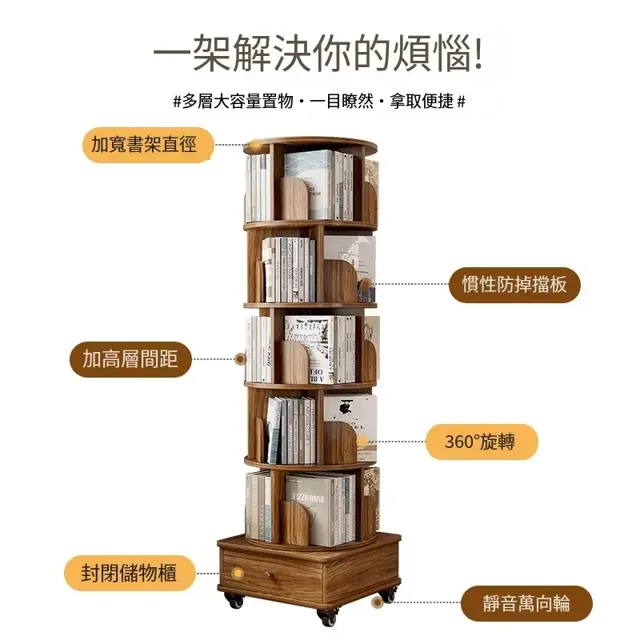 一架解決你的煩惱!
#多層大容量置物・一目瞭然・拿取便捷 #
加寬書架直徑
慣性防掉擋板
加高層間距
360°旋轉
封閉儲物櫃
靜音萬向輪